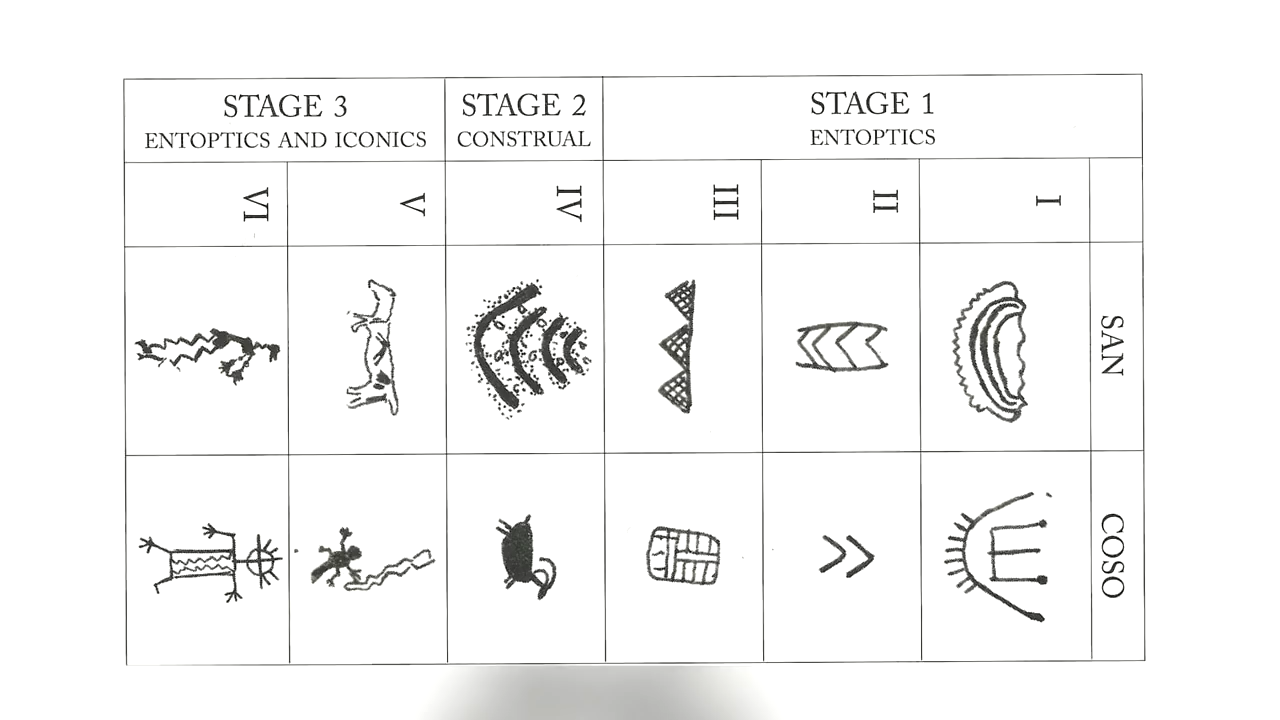 STAGE 3
ENTOPTICS AND ICONICS
STAGE 2
CONSTRUAL
STAGE 1
ENTOPTICS
VI
V
IV
III
II
I
SAN
COSO